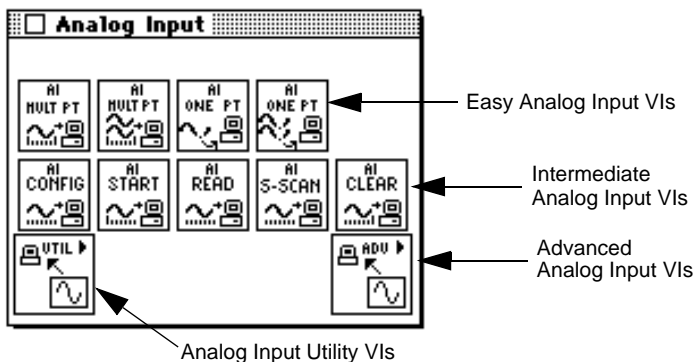 Analog Input
AI MULT PT
AI MULT PT
AI ONE PT
AI ONE PT
Easy Analog Input VIs
AI CONFIG
AI START
AI READ
AI S-SCAN
AI CLEAR
Intermediate
Analog Input VIs
UTIL
ADV
Advanced
Analog Input VIs
Analog Input Utility VIs